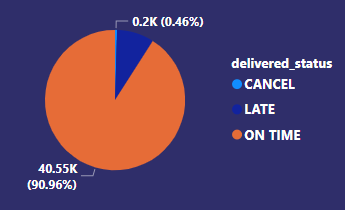 0.2K (0.46%)
delivered_status
CANCEL
LATE
ON TIME
40.55K
(90.96%)